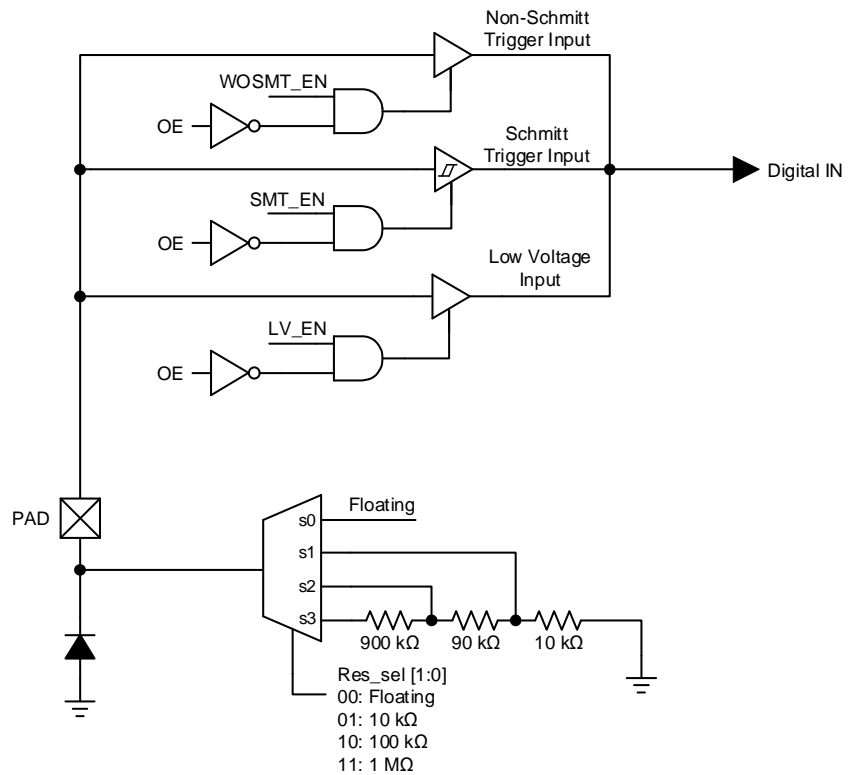 Non-Schmitt
Trigger Input
WOSMT_EN
OE
Schmitt
Trigger Input
Digital IN
SMT_EN
OE
Low Voltage
Input
LV_EN
OE
PAD
Floating
s0
s1
s2
s3
900 kΩ
90 kΩ
10 kΩ
Res_sel [1:0]
00: Floating
01: 10 kΩ
10: 100 kΩ
11: 1 MΩ